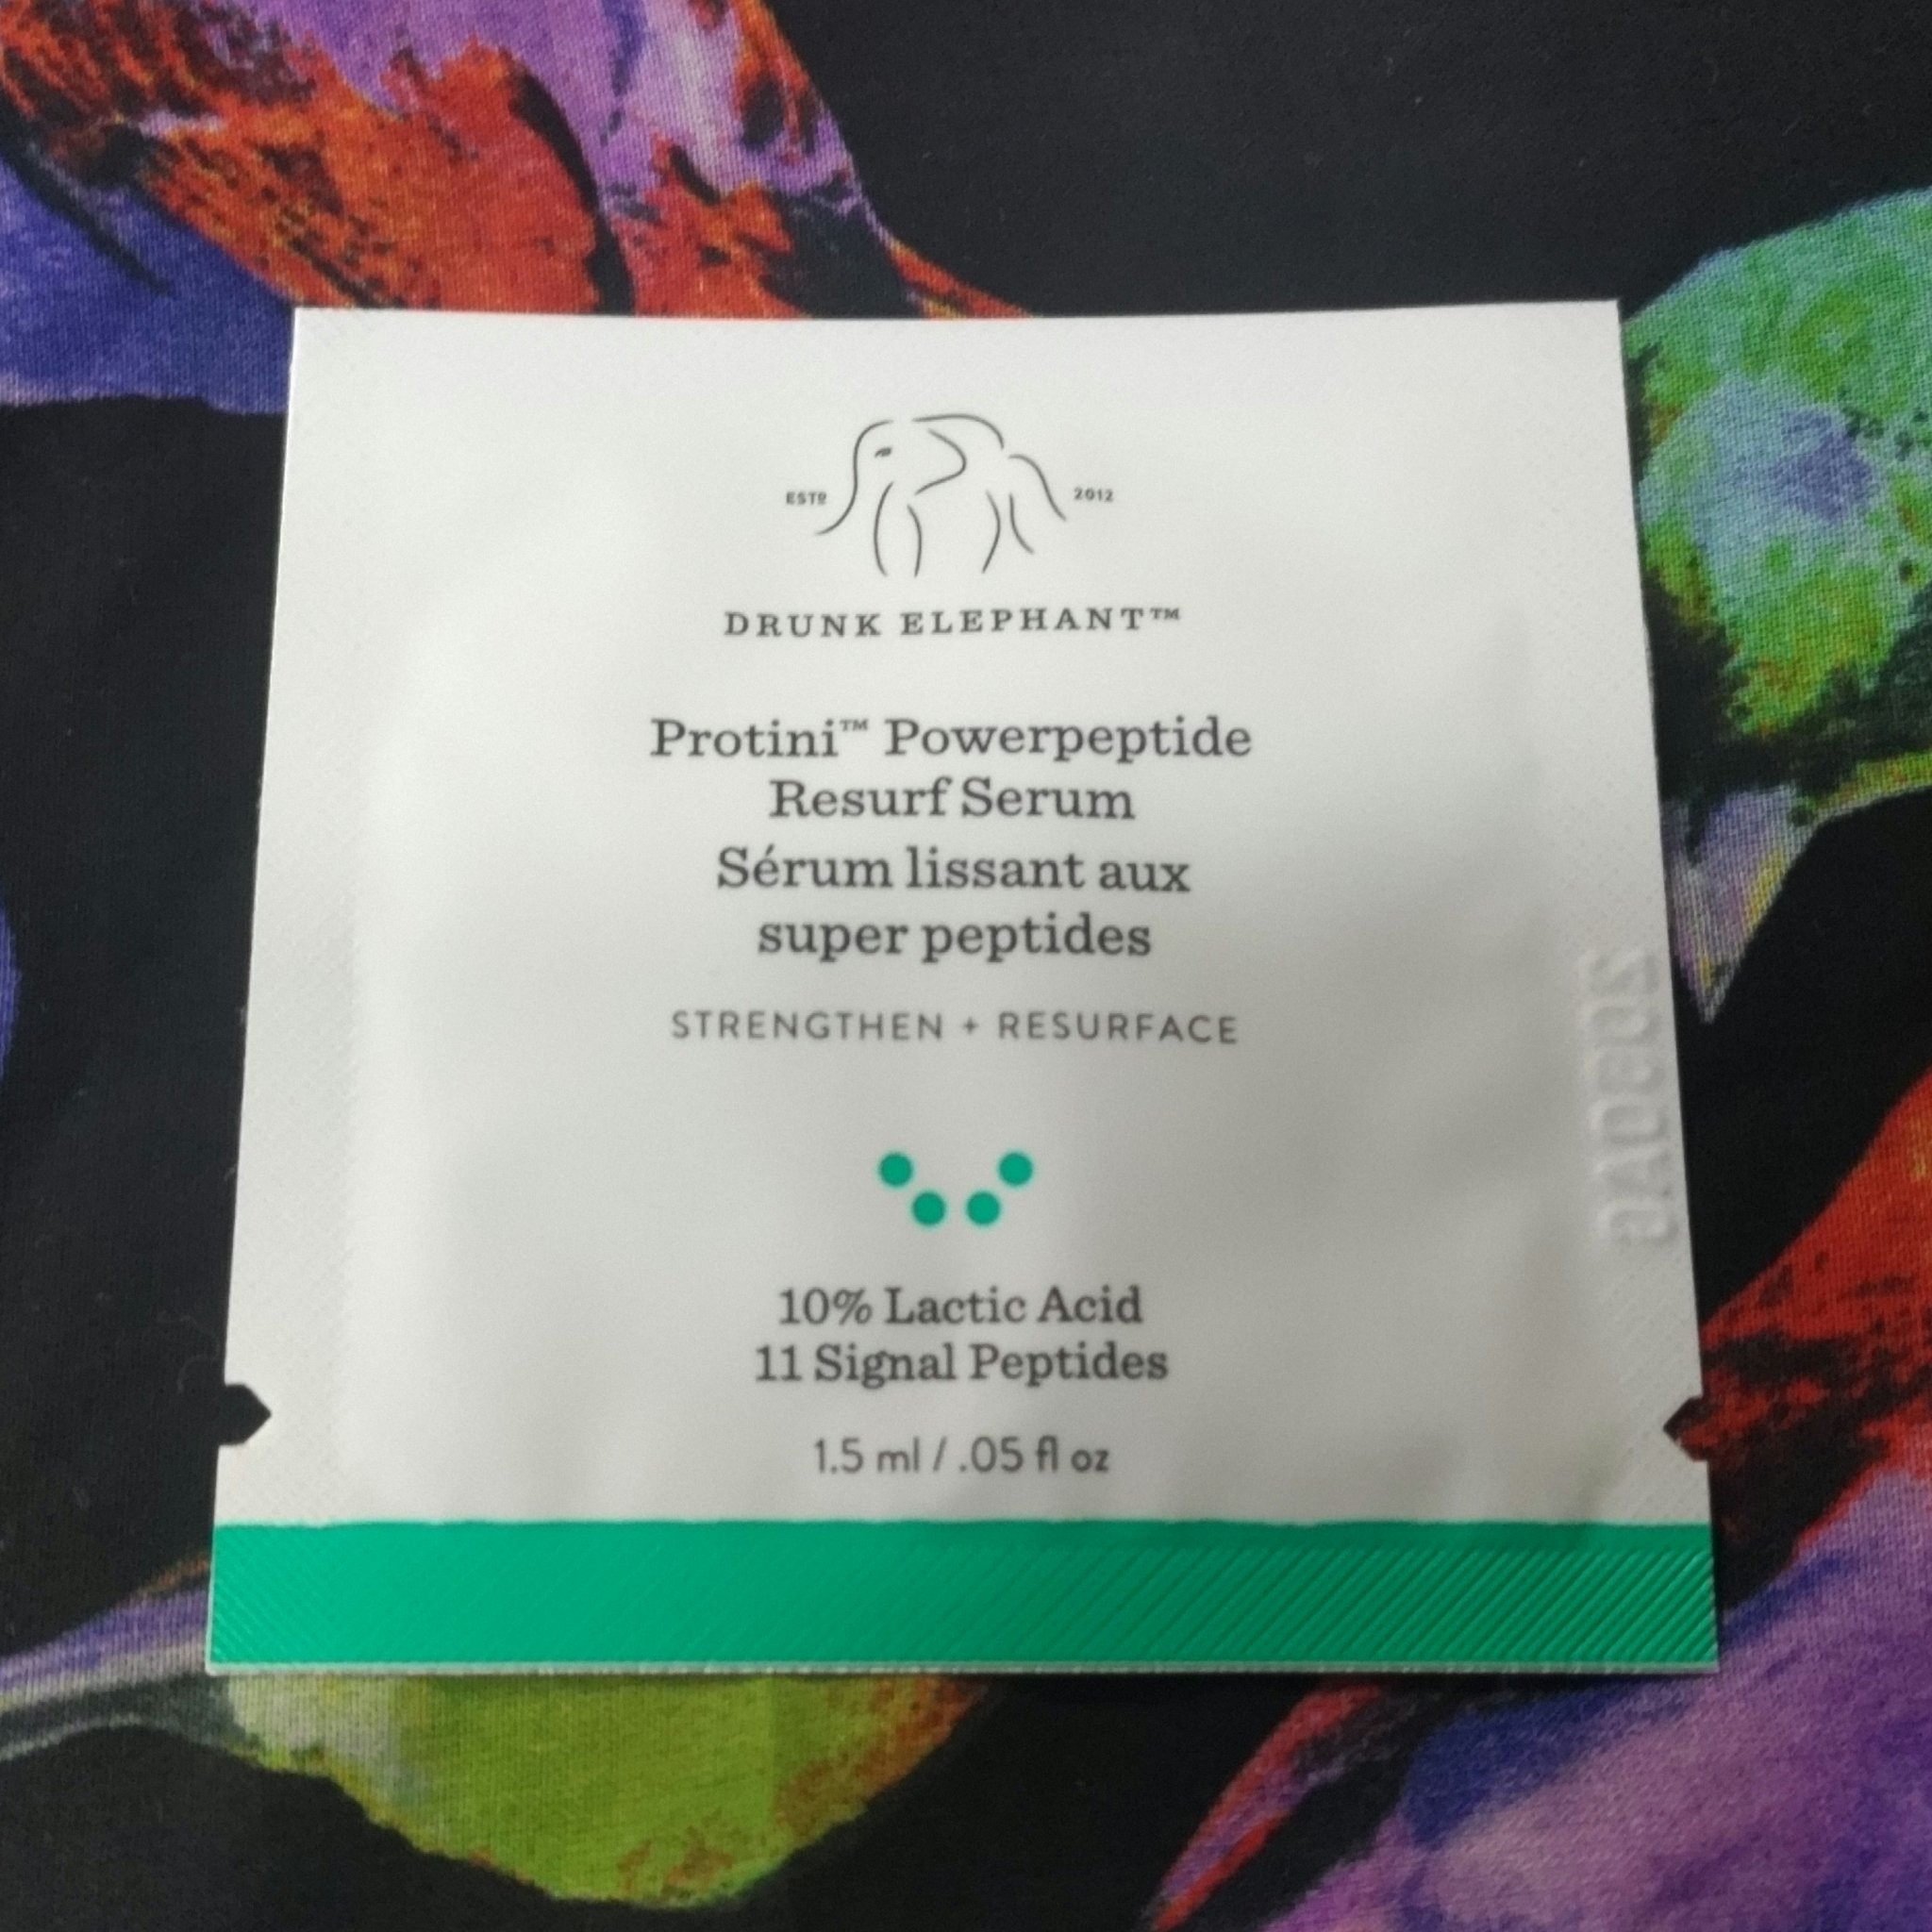 ESTD 2012
DRUNK ELEPHANT™
Protini™ Powerpeptide
Resurf Serum
Sérum lissant aux
super peptides
STRENGTHEN + RESURFACE
10% Lactic Acid
11 Signal Peptides
1.5 ml / .05 fl oz